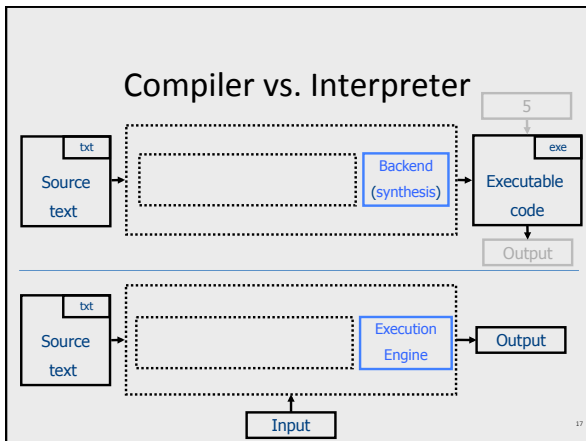 Compiler vs. Interpreter
5
txt
Source
text
Backend
(synthesis)
exe
Executable
code
Output
txt
Source
text
Execution
Engine
Output
Input
17